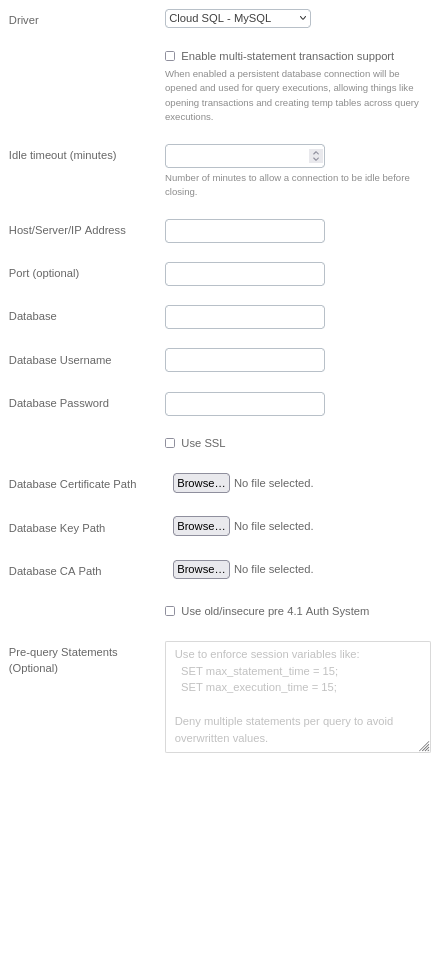 Driver
Cloud SQL - MySQL
Enable multi-statement transaction support
When enabled a persistent database connection will be
opened and used for query executions, allowing things like
opening transactions and creating temp tables across query
executions.
Idle timeout (minutes)
Number of minutes to allow a connection to be idle before
closing.
Host/Server/IP Address
Port (optional)
Database
Database Username
Database Password
Use SSL
Database Certificate Path
Browse... No file selected.
Database Key Path
Browse... No file selected.
Database CA Path
Browse... No file selected.
Use old/insecure pre 4.1 Auth System
Pre-query Statements
(Optional)
Use to enforce session variables like:
SET max_statement_time = 15;
SET max_execution_time = 15;
Deny multiple statements per query to avoid
overwritten values.